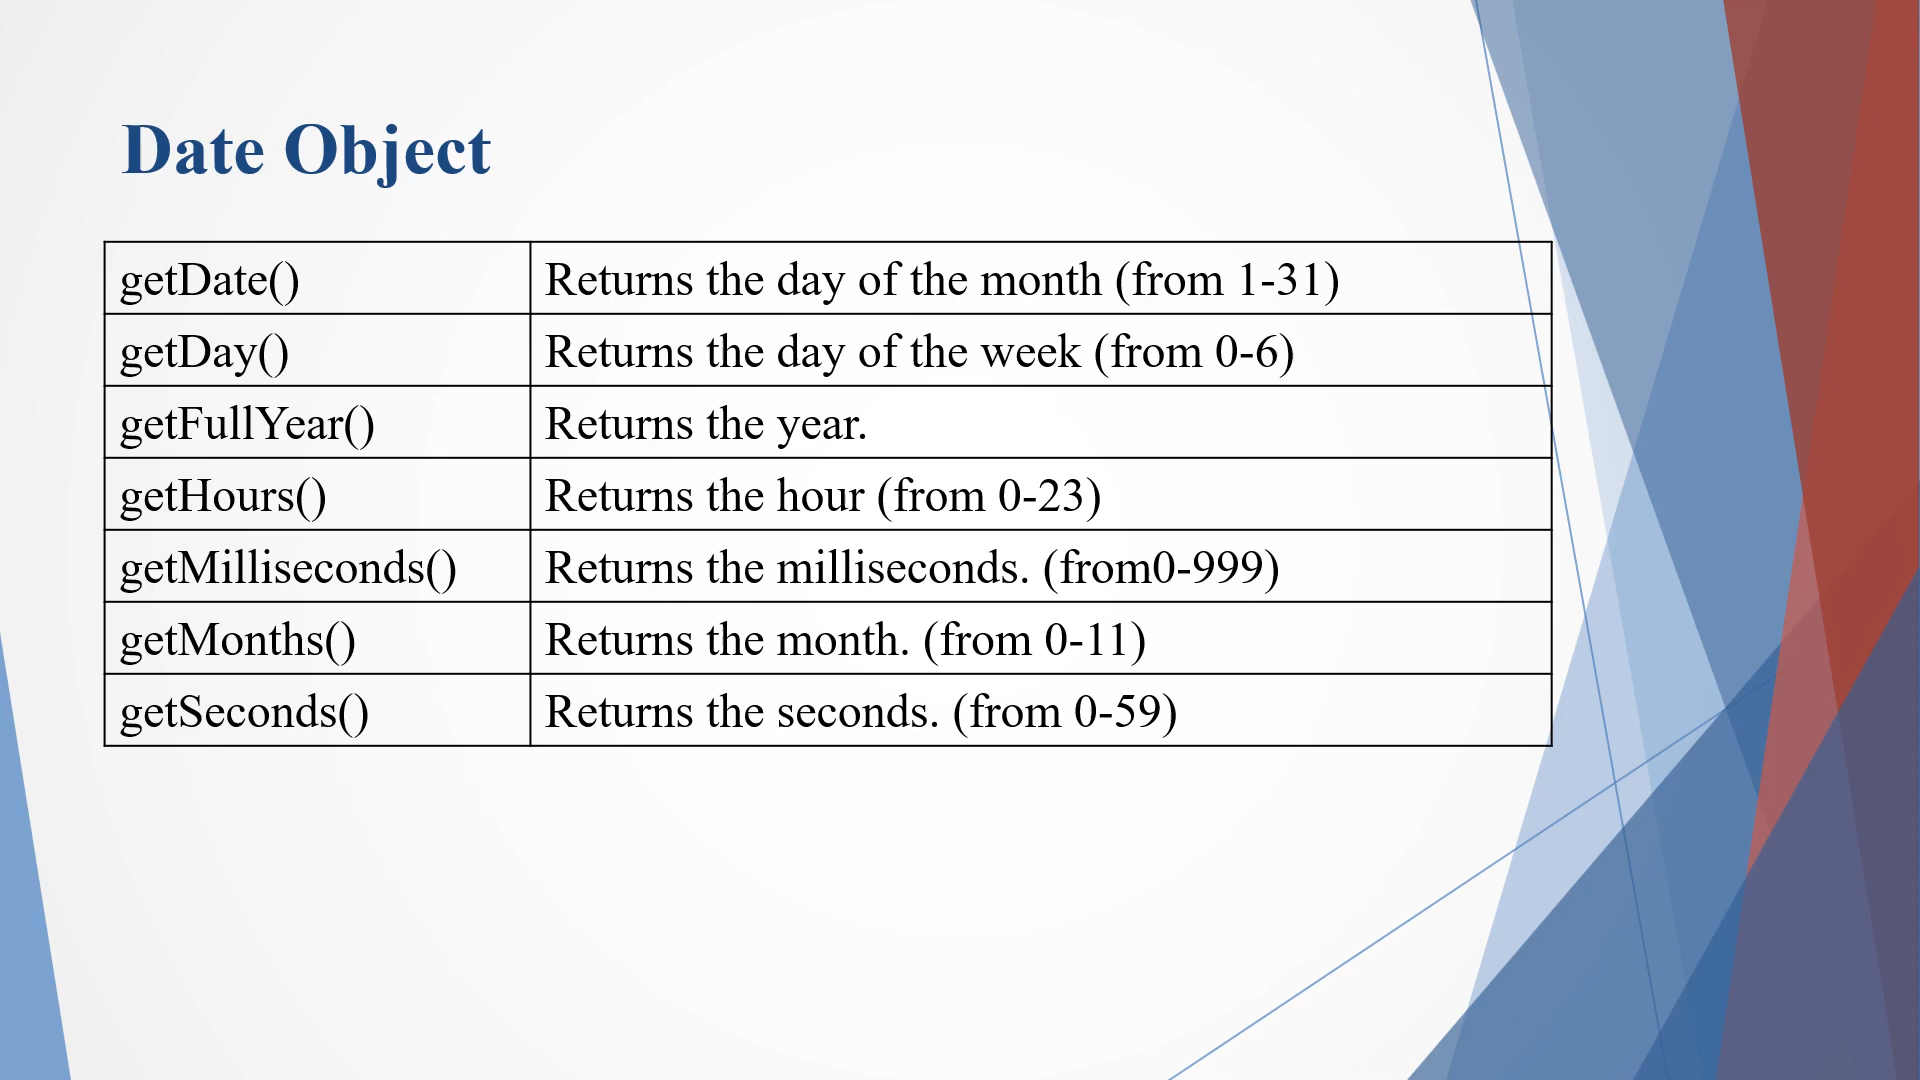 Date Object
getDate() Returns the day of the month (from 1-31)
getDay() Returns the day of the week (from 0-6)
getFullYear() Returns the year.
getHours() Returns the hour (from 0-23)
getMilliseconds() Returns the milliseconds. (from0-999)
getMonths() Returns the month. (from 0-11)
getSeconds() Returns the seconds. (from 0-59)